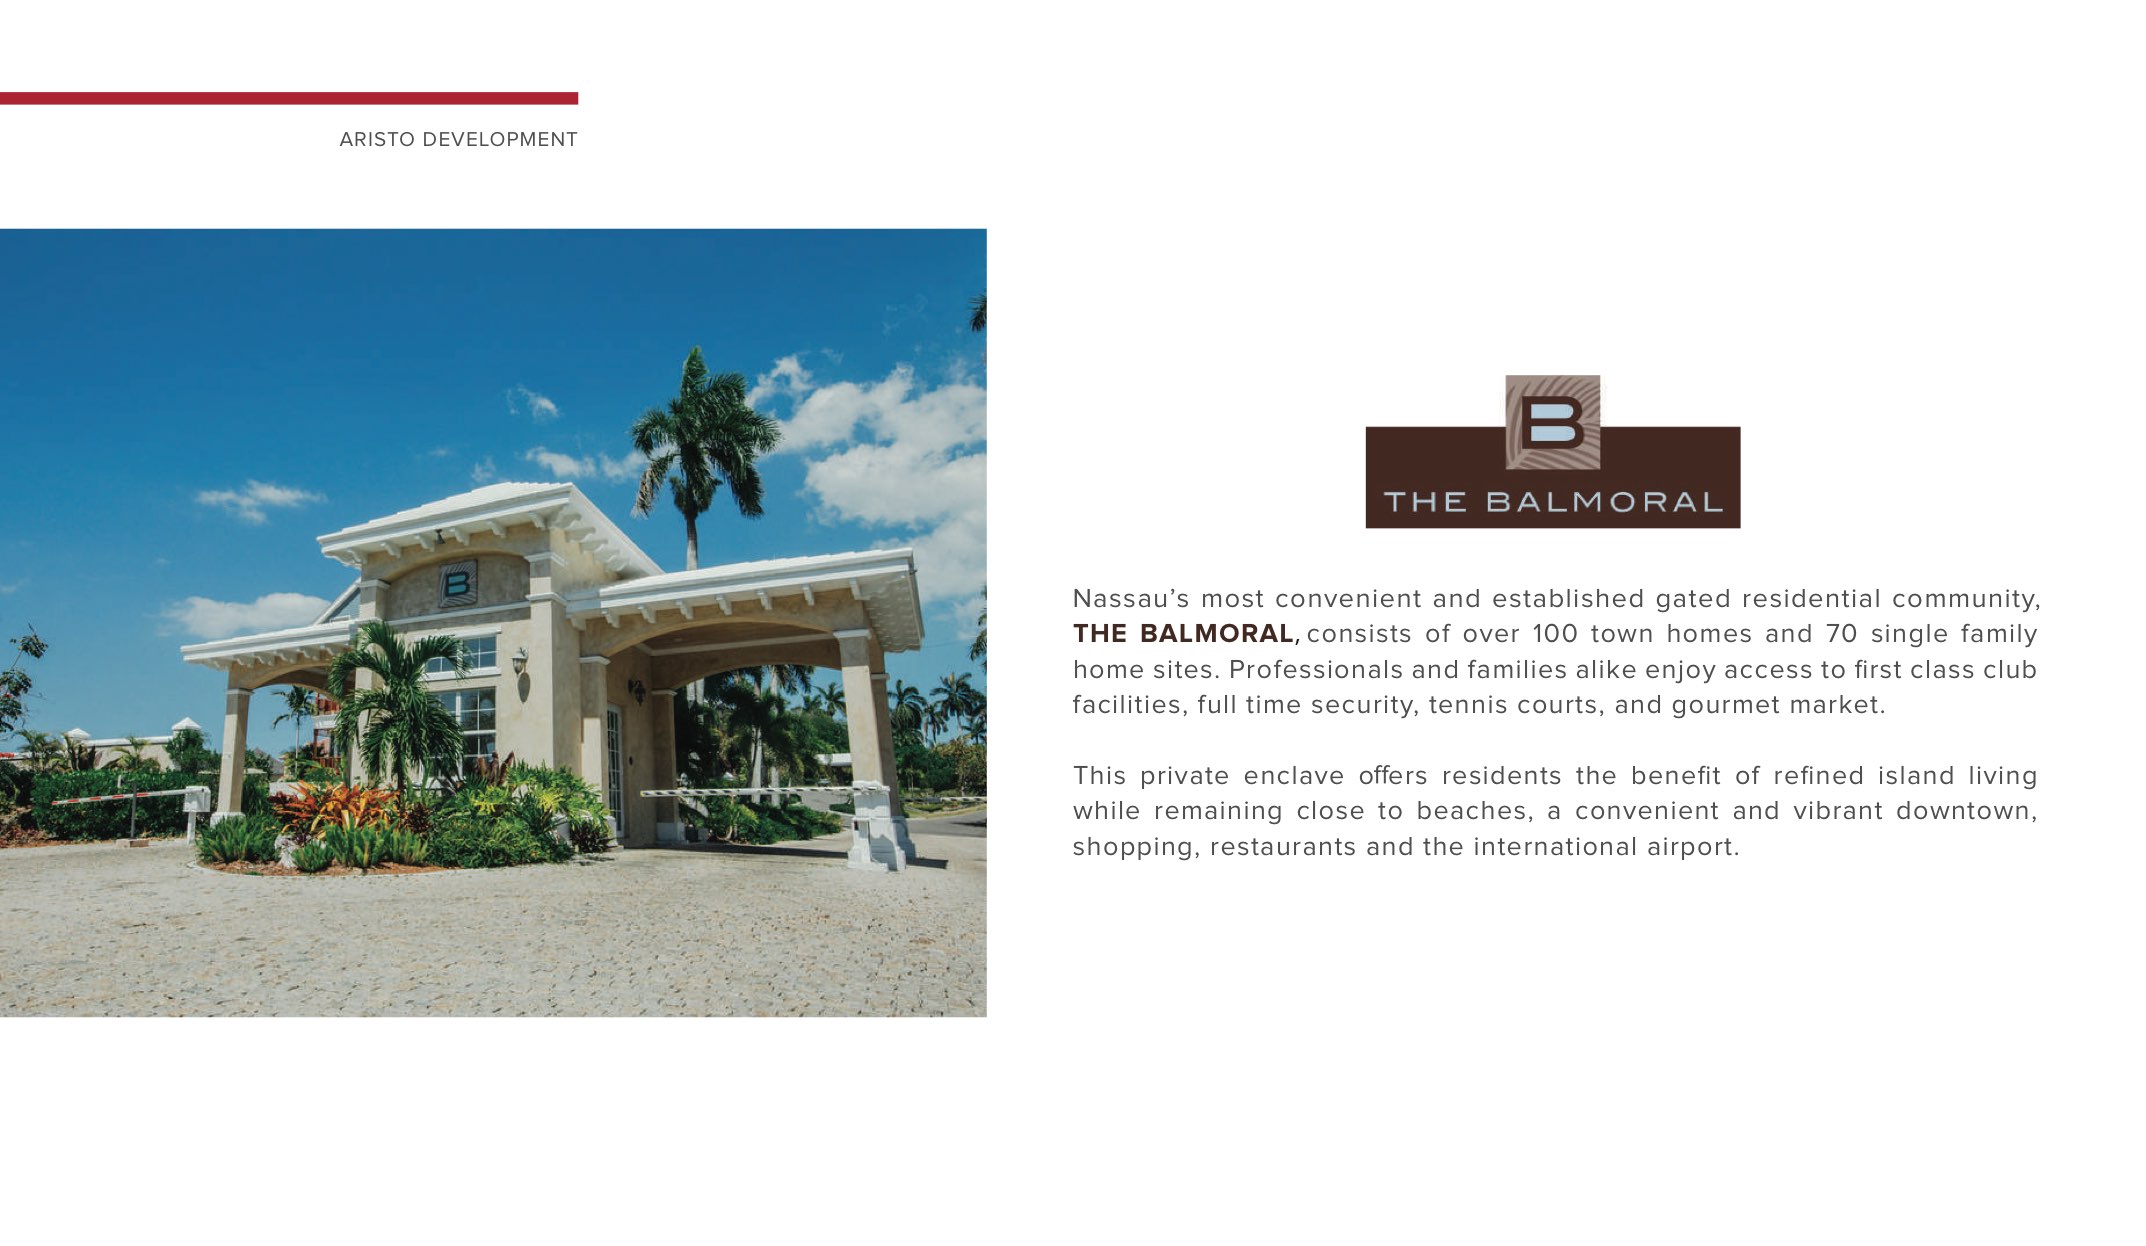 ARISTO DEVELOPMENT
B
B
THE BALMORAL
Nassau’s most convenient and established gated residential community,
THE BALMORAL, consists of over 100 town homes and 70 single family
home sites. Professionals and families alike enjoy access to first class club
facilities, full time security, tennis courts, and gourmet market.
This private enclave offers residents the benefit of refined island living
while remaining close to beaches, a convenient and vibrant downtown,
shopping, restaurants and the international airport.